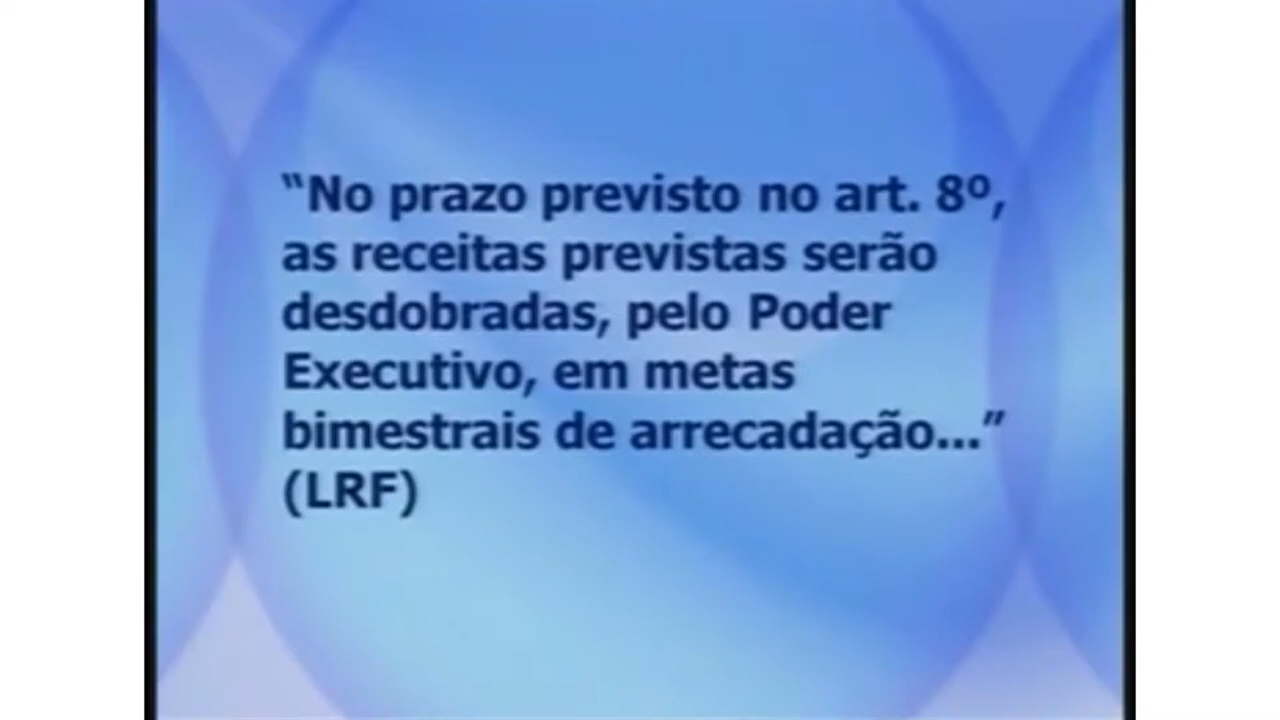 “No prazo previsto no art. 8º,
as receitas previstas serão
desdobradas, pelo Poder
Executivo, em metas
bimestrais de arrecadação...”
(LRF)